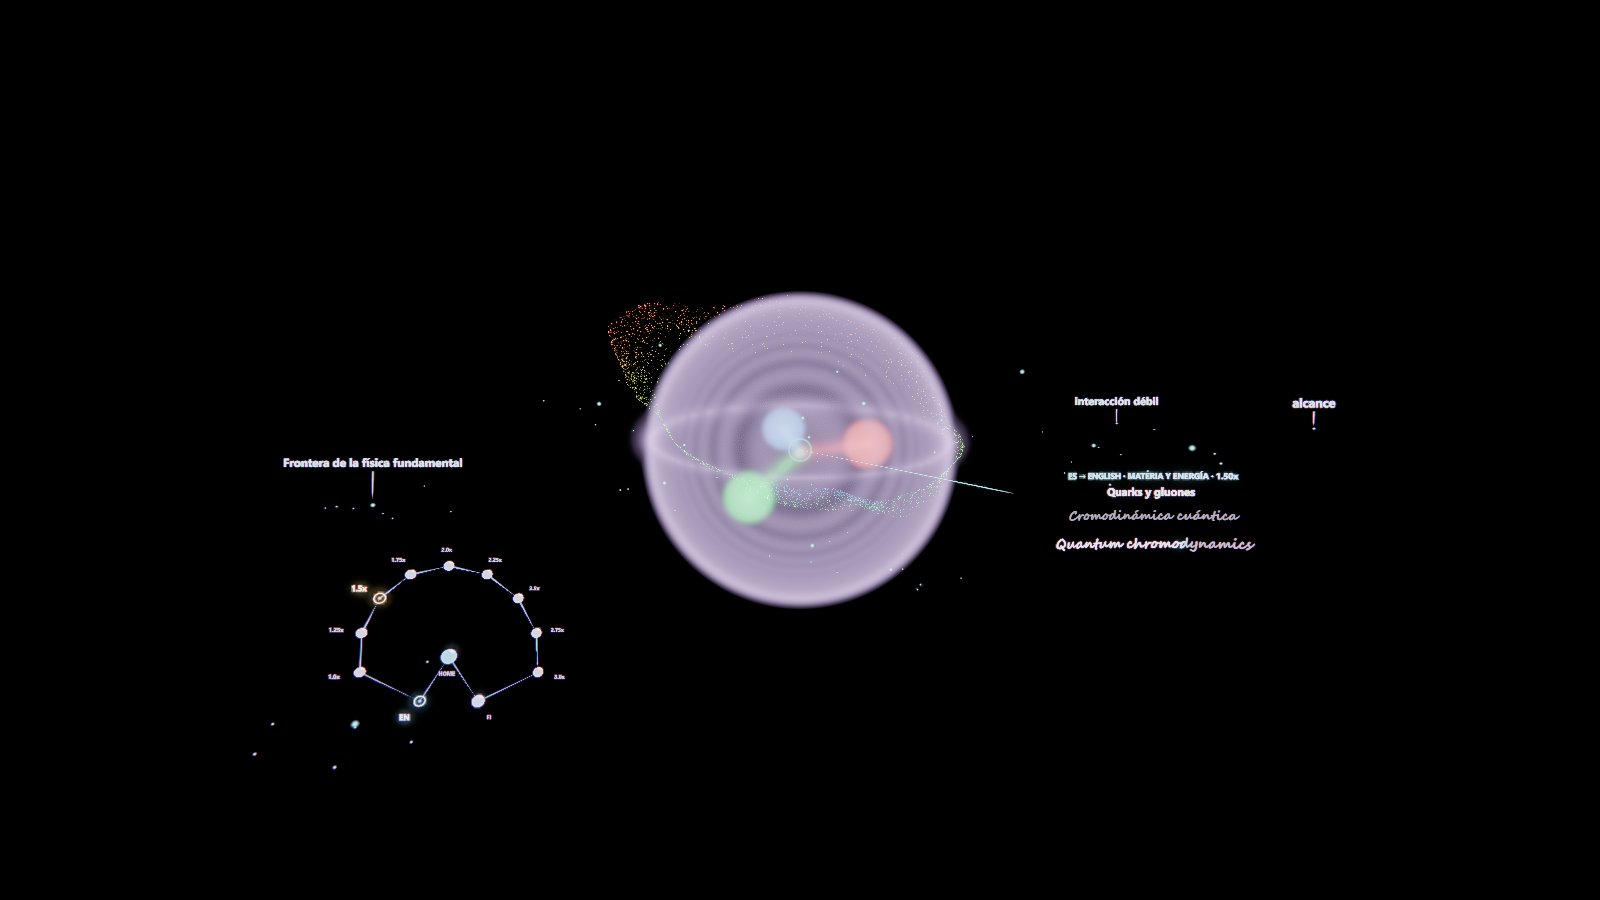 Interacción débil
alcance
Frontera de la física fundamental
ES → ENGLISH · MATERIA Y ENERGÍA · 1.50x
Quarks y gluones
Cromodinámica cuántica
Quantum chromodynamics
2.0x
1.75x
2.25x
1.5x
2.5x
1.25x
2.75x
HOME
1.0x
3.0x
EN
FI